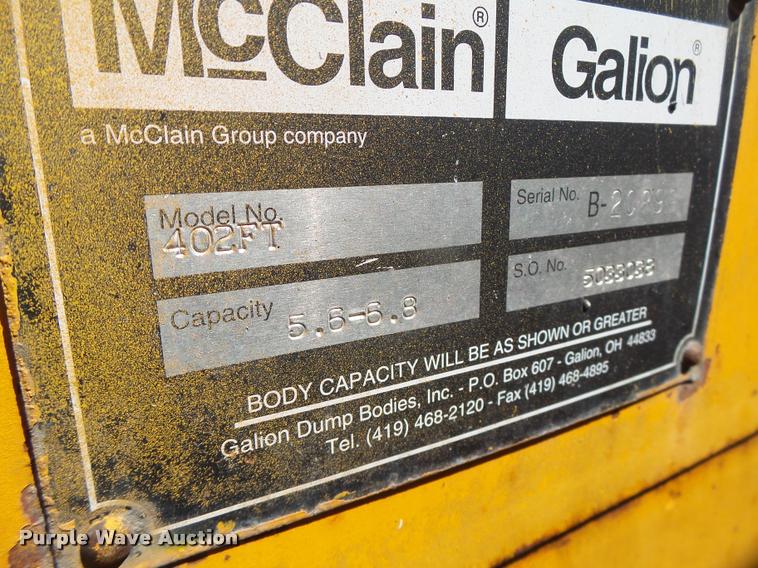 McClain® Galion®
a McClain Group company
Model No. 402FT
Serial No.
Capacity 5.6-6.8
S.O. No.
BODY CAPACITY WILL BE AS SHOWN OR GREATER
Galion Dump Bodies, Inc. - P.O. Box 607 - Galion, OH 44833
Tel. (419) 468-2120 - Fax (419) 468-4895
Purple Wave Auction